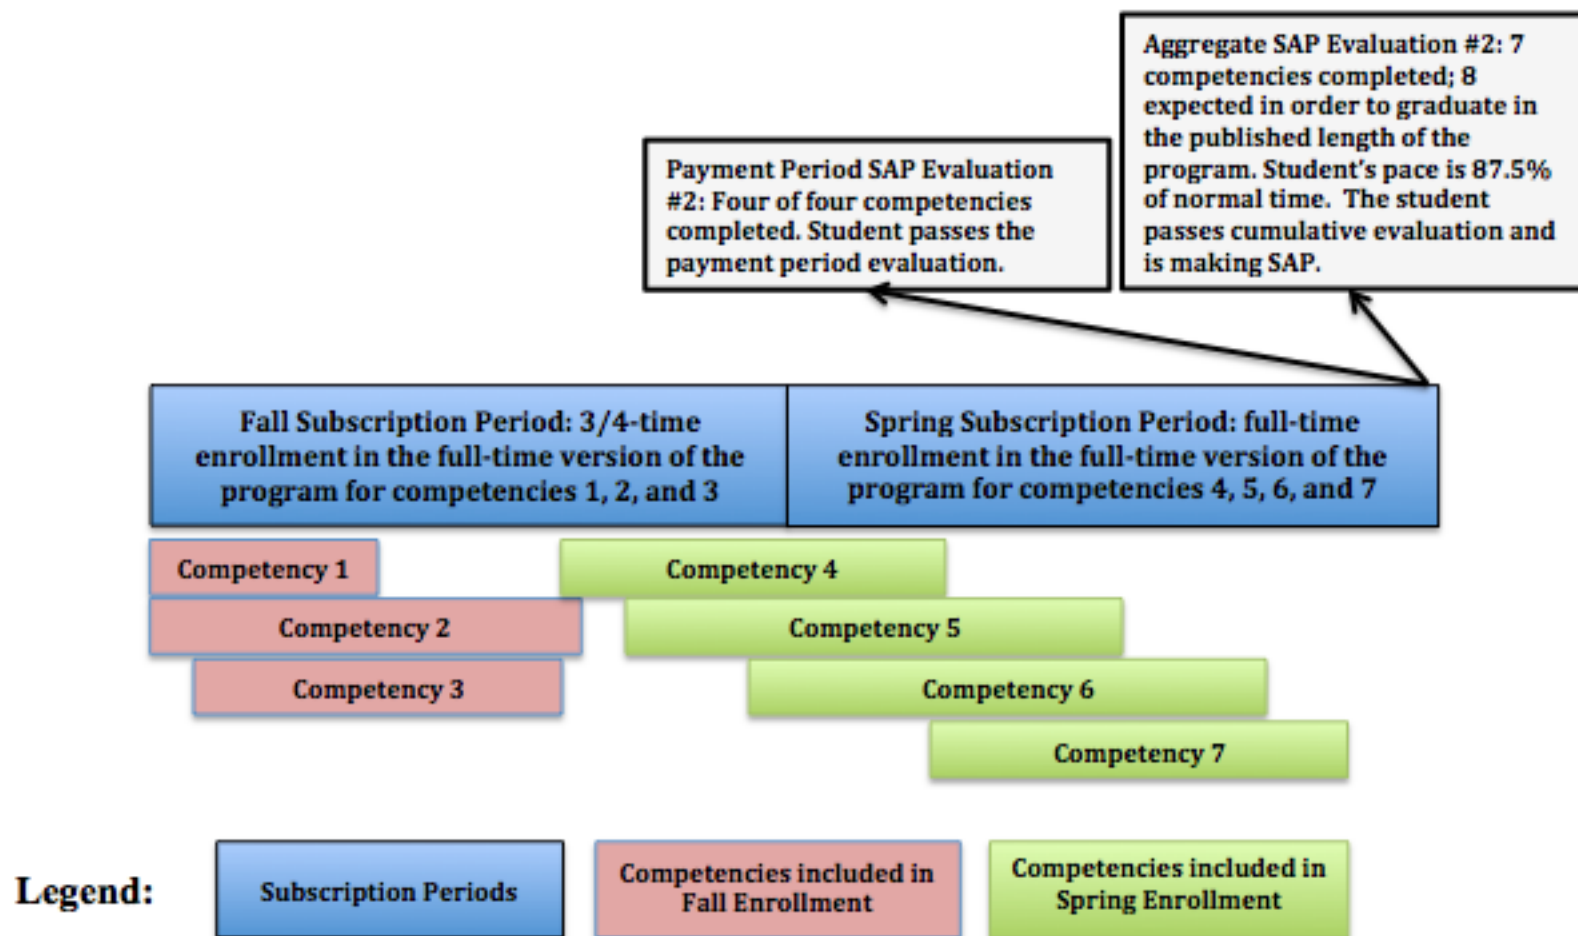 Aggregate SAP Evaluation #2: 7
competencies completed; 8
expected in order to graduate in
the published length of the
program. Student's pace is 87.5%
of normal time.  The student
passes cumulative evaluation and
is making SAP.
Payment Period SAP Evaluation
#2: Four of four competencies
completed. Student passes the
payment period evaluation.
Fall Subscription Period: 3/4-time
enrollment in the full-time version of the
program for competencies 1, 2, and 3
Spring Subscription Period: full-time
enrollment in the full-time version of the
program for competencies 4, 5, 6, and 7
Competency 1
Competency 4
Competency 2
Competency 5
Competency 3
Competency 6
Competency 7
Legend:
Subscription Periods
Competencies included in
Fall Enrollment
Competencies included in
Spring Enrollment